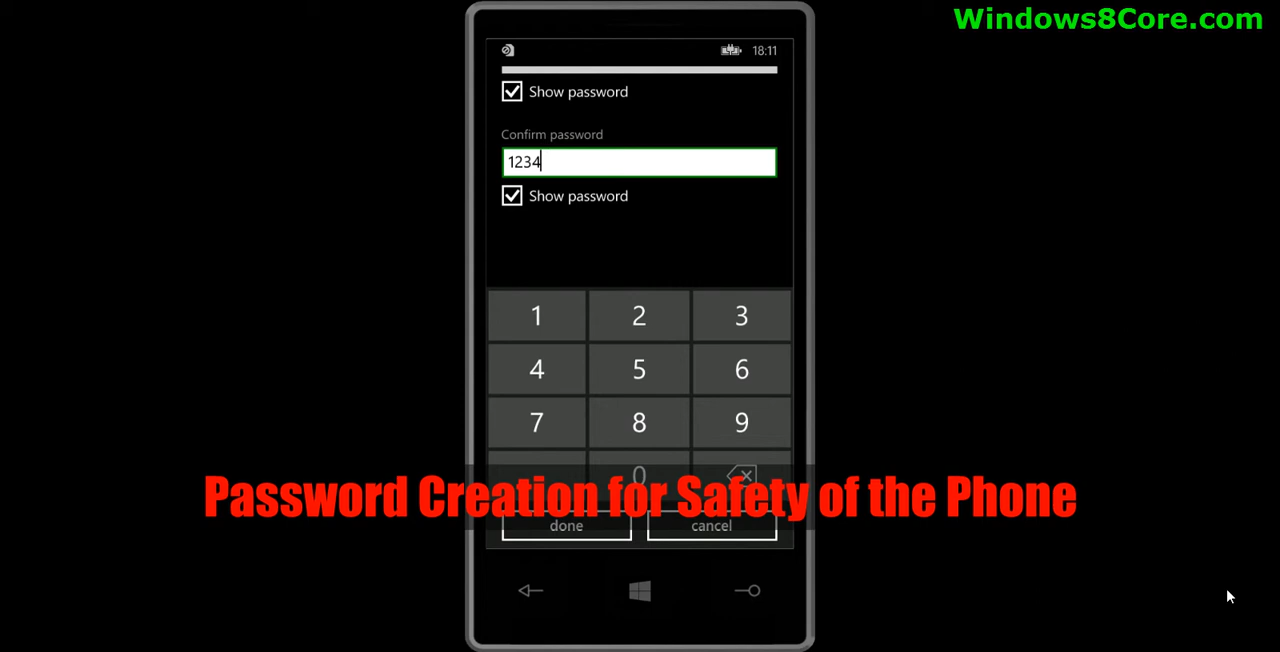 Windows8Core.com
18:11
Show password
Confirm password
1234
Show password
1 2 3
4 5 6
7 8 9
0
Password Creation for Safety of the Phone
done cancel